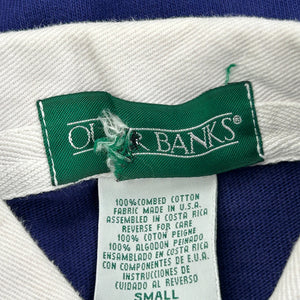 BANKS®
100% COMBED COTTON
FABRIC MADE IN U.S.A.
ASSEMBLED IN COSTA RICA
REVERSE FOR CARE
100% COTON PEIGNE
100% ALGODON PEINADO
ENSAMBLADO EN COSTA RICA
CON COMPONENTES DE E.U.
INSTRUCCIONES DE
CUIDADO AL REVERSO
SMALL